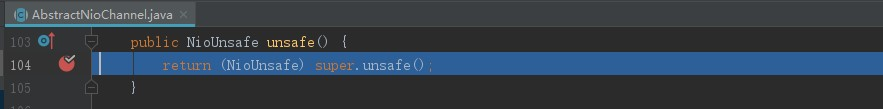 AbstractNioChannel.java
103 public NioUnsafe unsafe() {
104 return (NioUnsafe) super.unsafe();
105 }